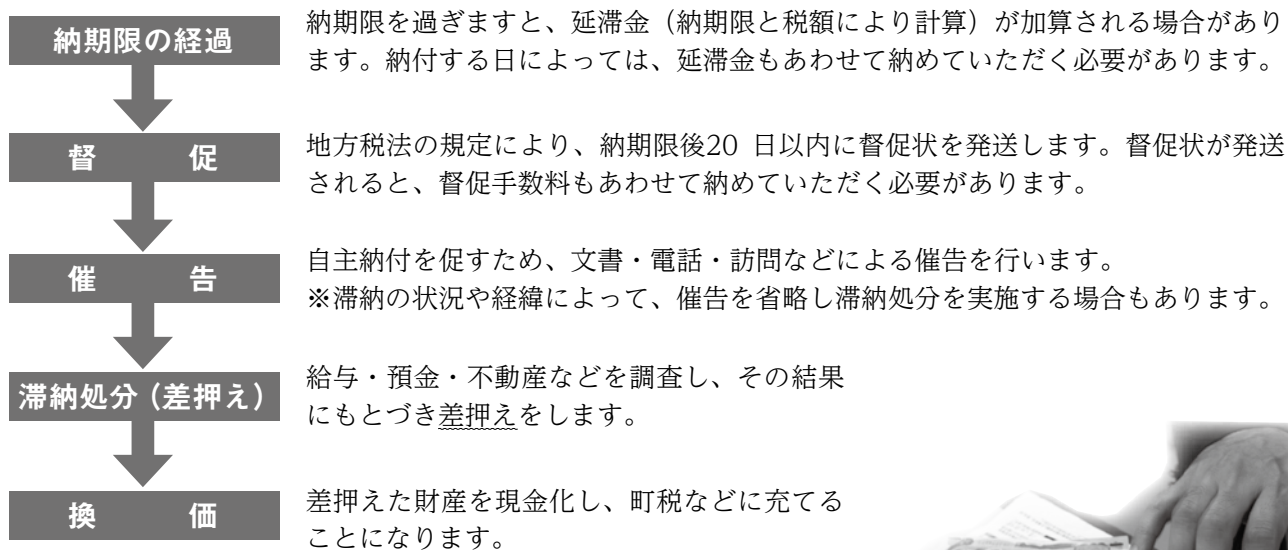 納期限の経過
納期限を過ぎますと、延滞金（納期限と税額により計算）が加算される場合があり
ます。納付する日によっては、延滞金もあわせて納めていただく必要があります。
督　　　促
地方税法の規定により、納期限後20 日以内に督促状を発送します。督促状が発送
されると、督促手数料もあわせて納めていただく必要があります。
催　　　告
自主納付を促すため、文書・電話・訪問などによる催告を行います。
※滞納の状況や経緯によって、催告を省略し滞納処分を実施する場合もあります。
滞納処分（差押え）
給与・預金・不動産などを調査し、その結果
にもとづき差押えをします。
換　　　価
差押えた財産を現金化し、町税などに充てる
ことになります。